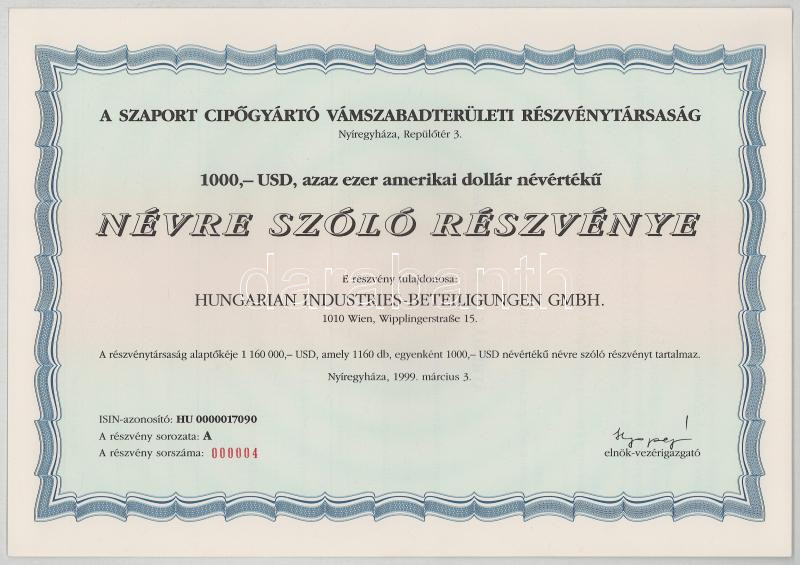 A SZAPORT CIPŐGYÁRTÓ VÁMSZABADTERÜLETI RÉSZVÉNYTÁRSASÁG
Nyíregyháza, Repülőtér 3.
1000,– USD, azaz ezer amerikai dollár névértékű
NÉVRE SZÓLÓ RÉSZVÉNYE
E részvény tulajdonosa:
darabanth
HUNGARIAN INDUSTRIES-BETEILIGUNGEN GMBH.
1010 Wien, Wipplingerstraße 15.
A részvénytársaság alaptőkéje 1 160 000,– USD, amely 1160 db, egyenként 1000,– USD névértékű névre szóló részvényt tartalmaz.
Nyíregyháza, 1999. március 3.
ISIN-azonosító: HU 0000017090
A részvény sorozata: A
A részvény sorszáma: 000004
elnök-vezérigazgató